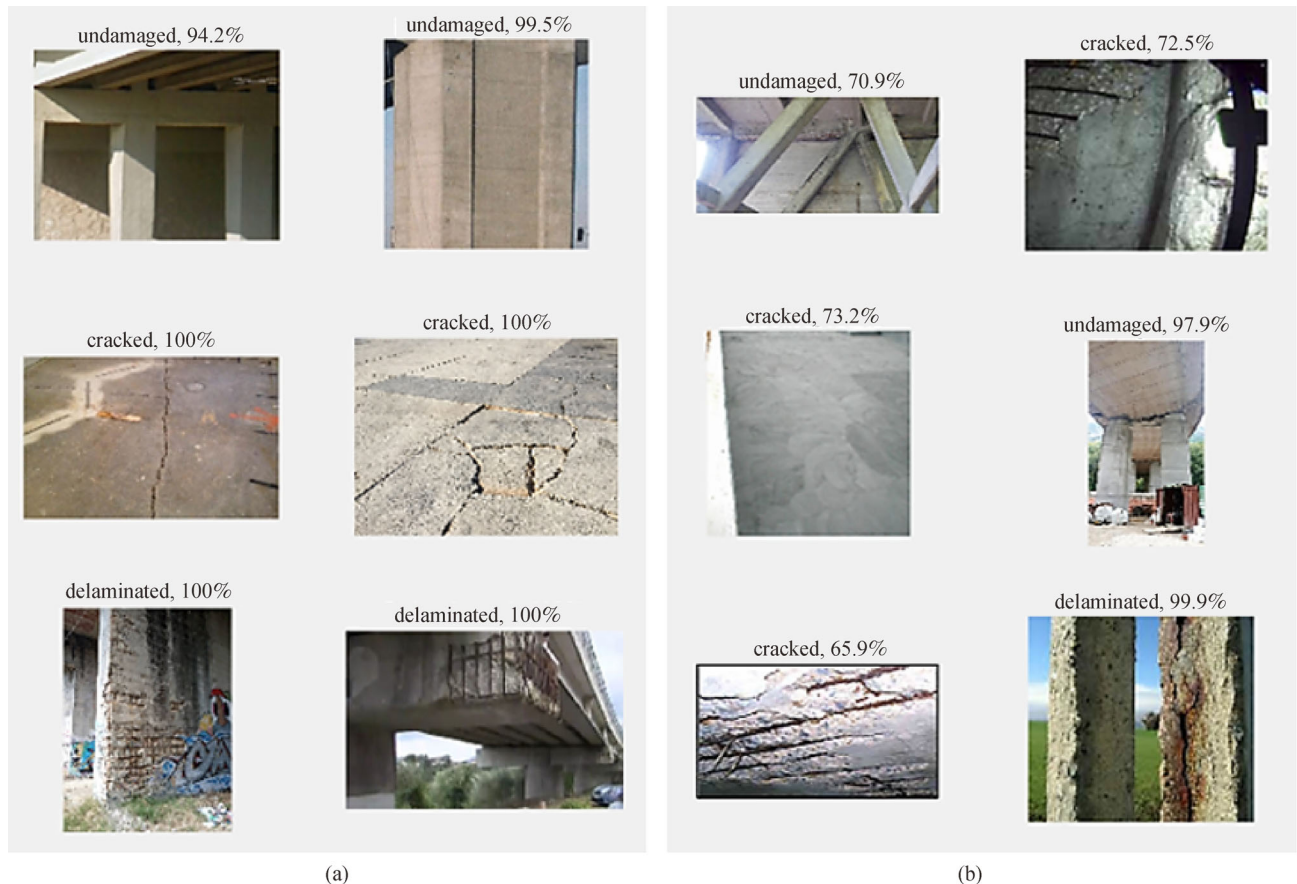 undamaged, 94.2%
undamaged, 99.5%
cracked, 100%
cracked, 100%
delaminated, 100%
delaminated, 100%
(a)
undamaged, 70.9%
cracked, 72.5%
cracked, 73.2%
undamaged, 97.9%
cracked, 65.9%
delaminated, 99.9%
(b)